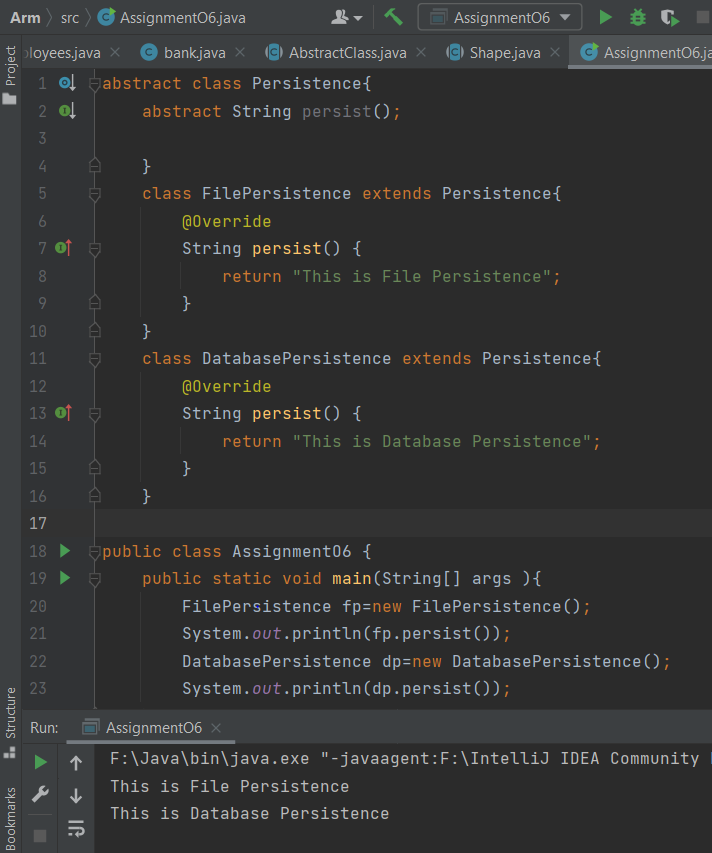 Arm src AssignmentO6.java AssignmentO6
loyees.java bank.java AbstractClass.java Shape.java AssignmentO6.ja
Project
1 abstract class Persistence{
2 abstract String persist();
3
4 }
5 class FilePersistence extends Persistence{
6 @Override
7 String persist() {
8 return "This is File Persistence";
9 }
10 }
11 class DatabasePersistence extends Persistence{
12 @Override
13 String persist() {
14 return "This is Database Persistence";
15 }
16 }
17
18 public class AssignmentO6 {
19 public static void main(String[] args ){
20 FilePersistence fp=new FilePersistence();
21 System.out.println(fp.persist());
22 DatabasePersistence dp=new DatabasePersistence();
23 System.out.println(dp.persist());
Structure
Bookmarks
Run: AssignmentO6
F:\Java\bin\java.exe "-javaagent:F:\IntelliJ IDEA Community
This is File Persistence
This is Database Persistence